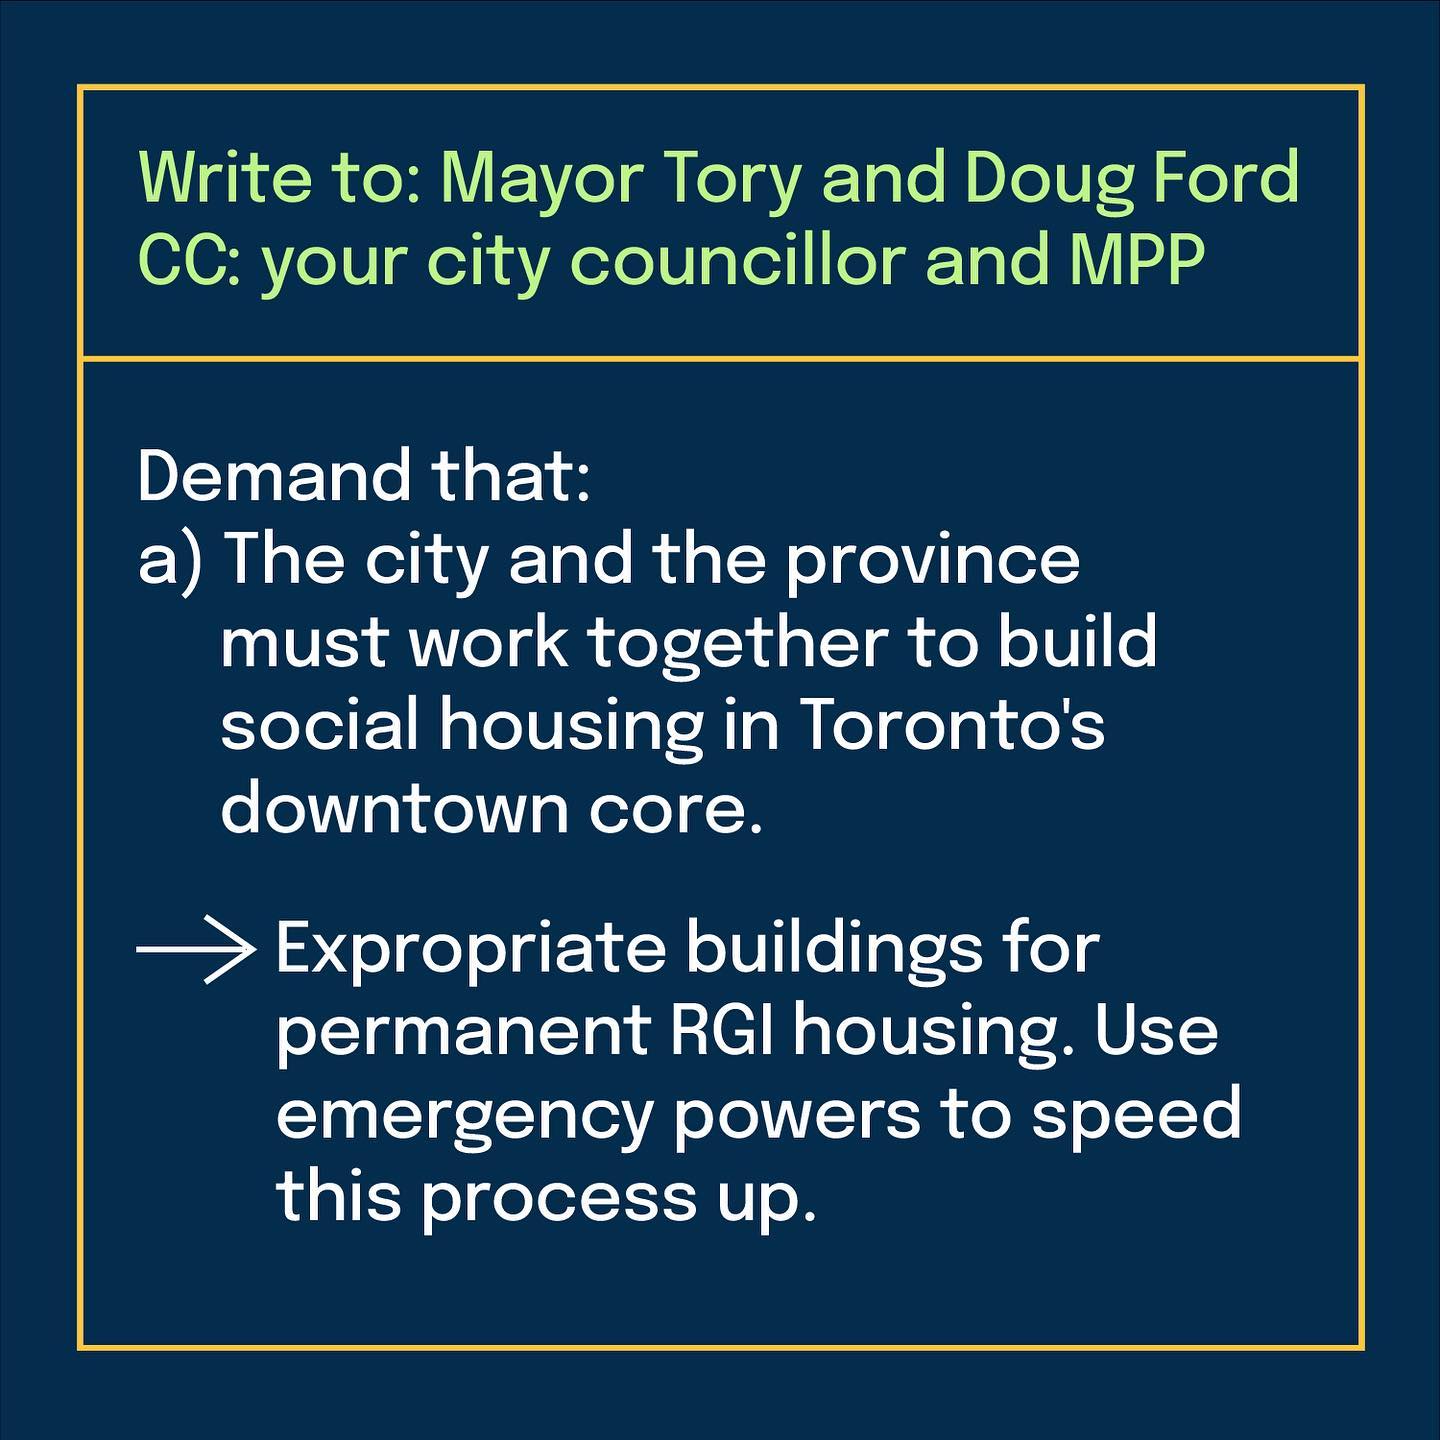 Write to: Mayor Tory and Doug Ford
CC: your city councillor and MPP
Demand that:
a) The city and the province
must work together to build
social housing in Toronto's
downtown core.
Expropriate buildings for
permanent RGI housing. Use
emergency powers to speed
this process up.